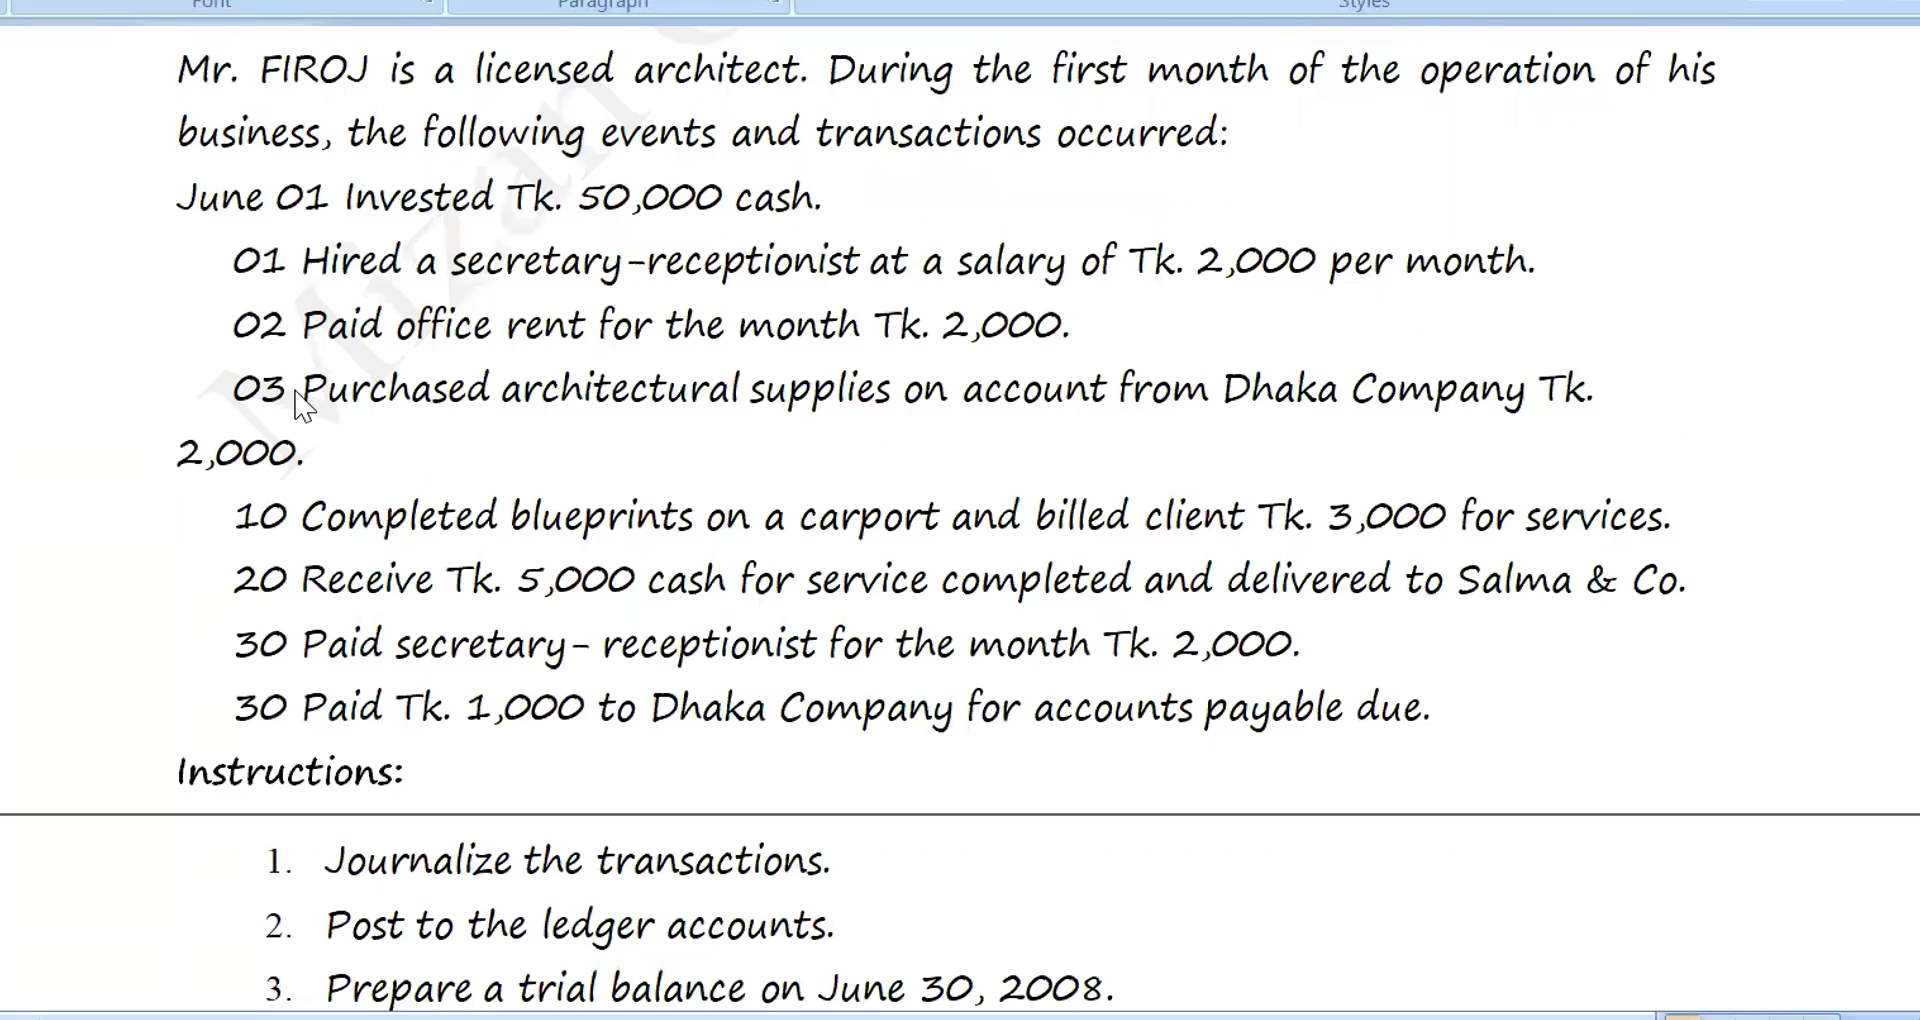 Font Paragraph Styles
Mr. FIROJ is a licensed architect. During the first month of the operation of his
business, the following events and transactions occurred:
June 01 Invested Tk. 50,000 cash.
01 Hired a secretary-receptionist at a salary of Tk. 2,000 per month.
02 Paid office rent for the month Tk. 2,000.
03 Purchased architectural supplies on account from Dhaka Company Tk.
2,000.
10 Completed blueprints on a carport and billed client Tk. 3,000 for services.
20 Receive Tk. 5,000 cash for service completed and delivered to Salma & Co.
30 Paid secretary- receptionist for the month Tk. 2,000.
30 Paid Tk. 1,000 to Dhaka Company for accounts payable due.
Instructions:
1. Journalize the transactions.
2. Post to the ledger accounts.
3. Prepare a trial balance on June 30, 2008.
Mizan